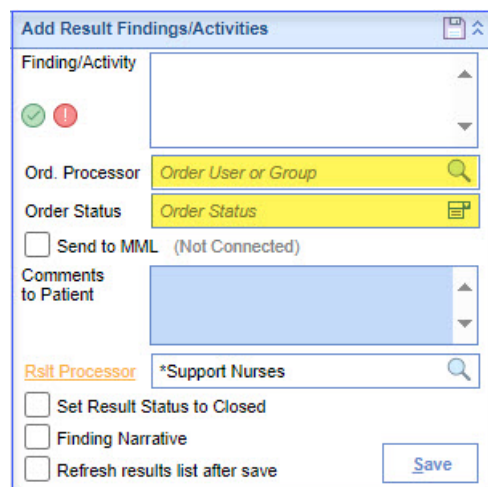 Add Result Findings/Activities
Finding/Activity
Ord. Processor Order User or Group
Order Status Order Status
Send to MML (Not Connected)
Comments
to Patient
Rslt Processor *Support Nurses
Set Result Status to Closed
Finding Narrative
Refresh results list after save
Save